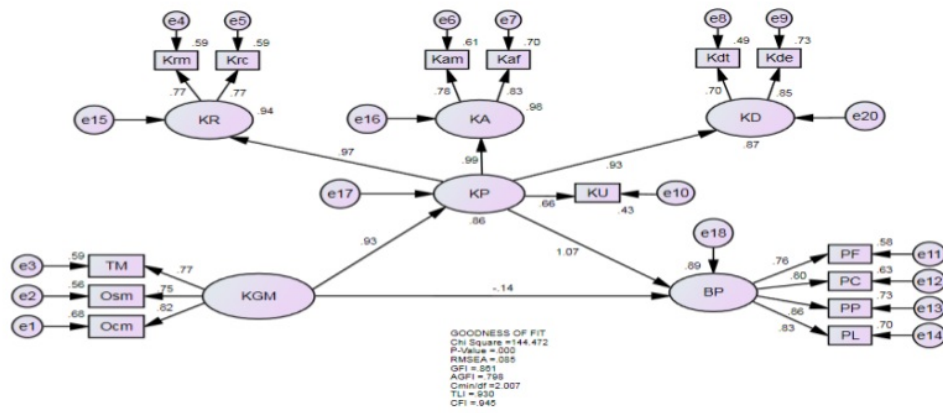 e4 e5 e6 e7 e8 e9
.59 .59 .61 .70 .49 .73
Krm Krc Kam Kaf Kdt Kde
.77 .77 .78 .83 .70 .85
e15 KR .94 e16 KA .98 KD e20
.87
.97 .99 .93
e17 KP .66 KU e10
.86 .43
e18
.93 1.07
e3 .59 TM .77
.89 BP .76 PF .58 e11
e2 .56 Osm .75 KGM -.14
.80 PC .63 e12
e1 .68 Ocm .82
.86 PP .73 e13
.83 PL .70 e14
GOODNESS OF FIT
Chi Square =144.472
P-Value =.000
RMSEA =.085
GFI =.861
AGFI =.798
Cmin/df =2.007
TLI =.930
CFI =.945